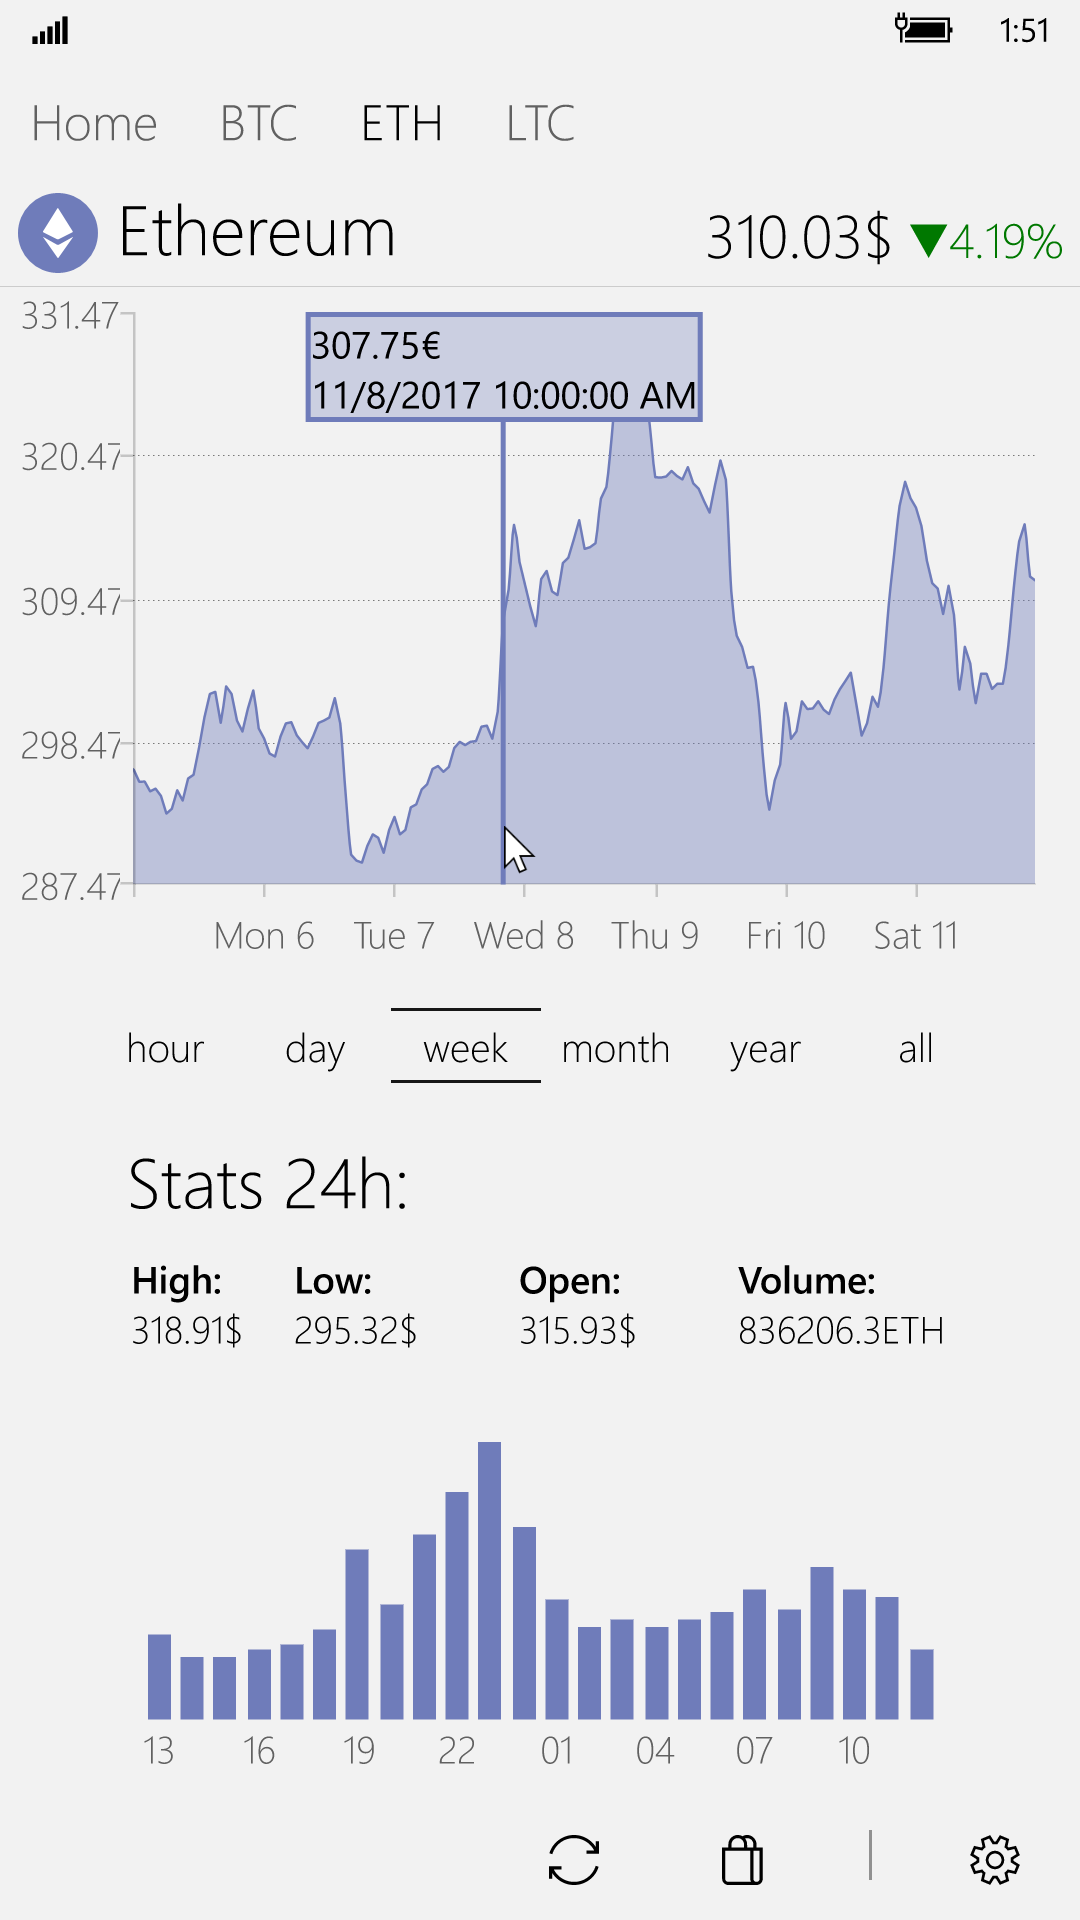 1:51
Home BTC ETH LTC
Ethereum 310.03$ ▼4.19%
331.47
307.75€
11/8/2017 10:00:00 AM
320.47
309.47
298.47
287.47
Mon 6 Tue 7 Wed 8 Thu 9 Fri 10 Sat 11
hour day week month year all
Stats 24h:
High: Low: Open: Volume:
318.91$ 295.32$ 315.93$ 836206.3ETH
13 16 19 22 01 04 07 10